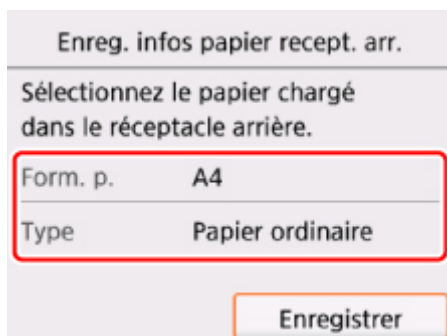 Enreg. infos papier recept. arr.
Sélectionnez le papier chargé
dans le réceptacle arrière.
Form. p. A4
Type Papier ordinaire
Enregistrer